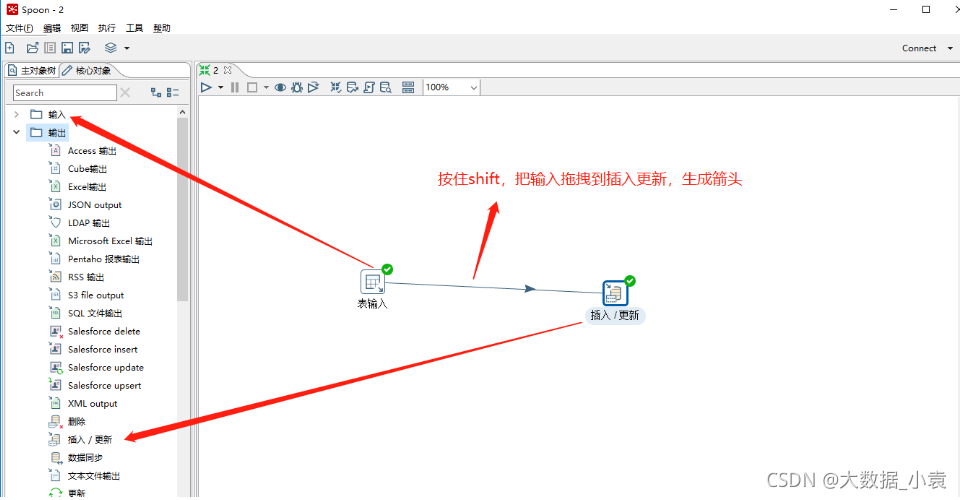 Spoon - 2
文件(F) 编辑 视图 执行 工具 帮助
Connect
主对象树 核心对象
2
Search
100%
输入
输出
Access 输出
Cube输出
Excel输出
JSON output
LDAP 输出
Microsoft Excel 输出
Pentaho 报表输出
RSS 输出
S3 file output
SQL 文件输出
Salesforce delete
Salesforce insert
Salesforce update
Salesforce upsert
XML output
删除
插入 / 更新
数据同步
文本文件输出
更新
按住shift，把输入拖拽到插入更新，生成箭头
表输入
插入 / 更新
CSDN @大数据_小袁